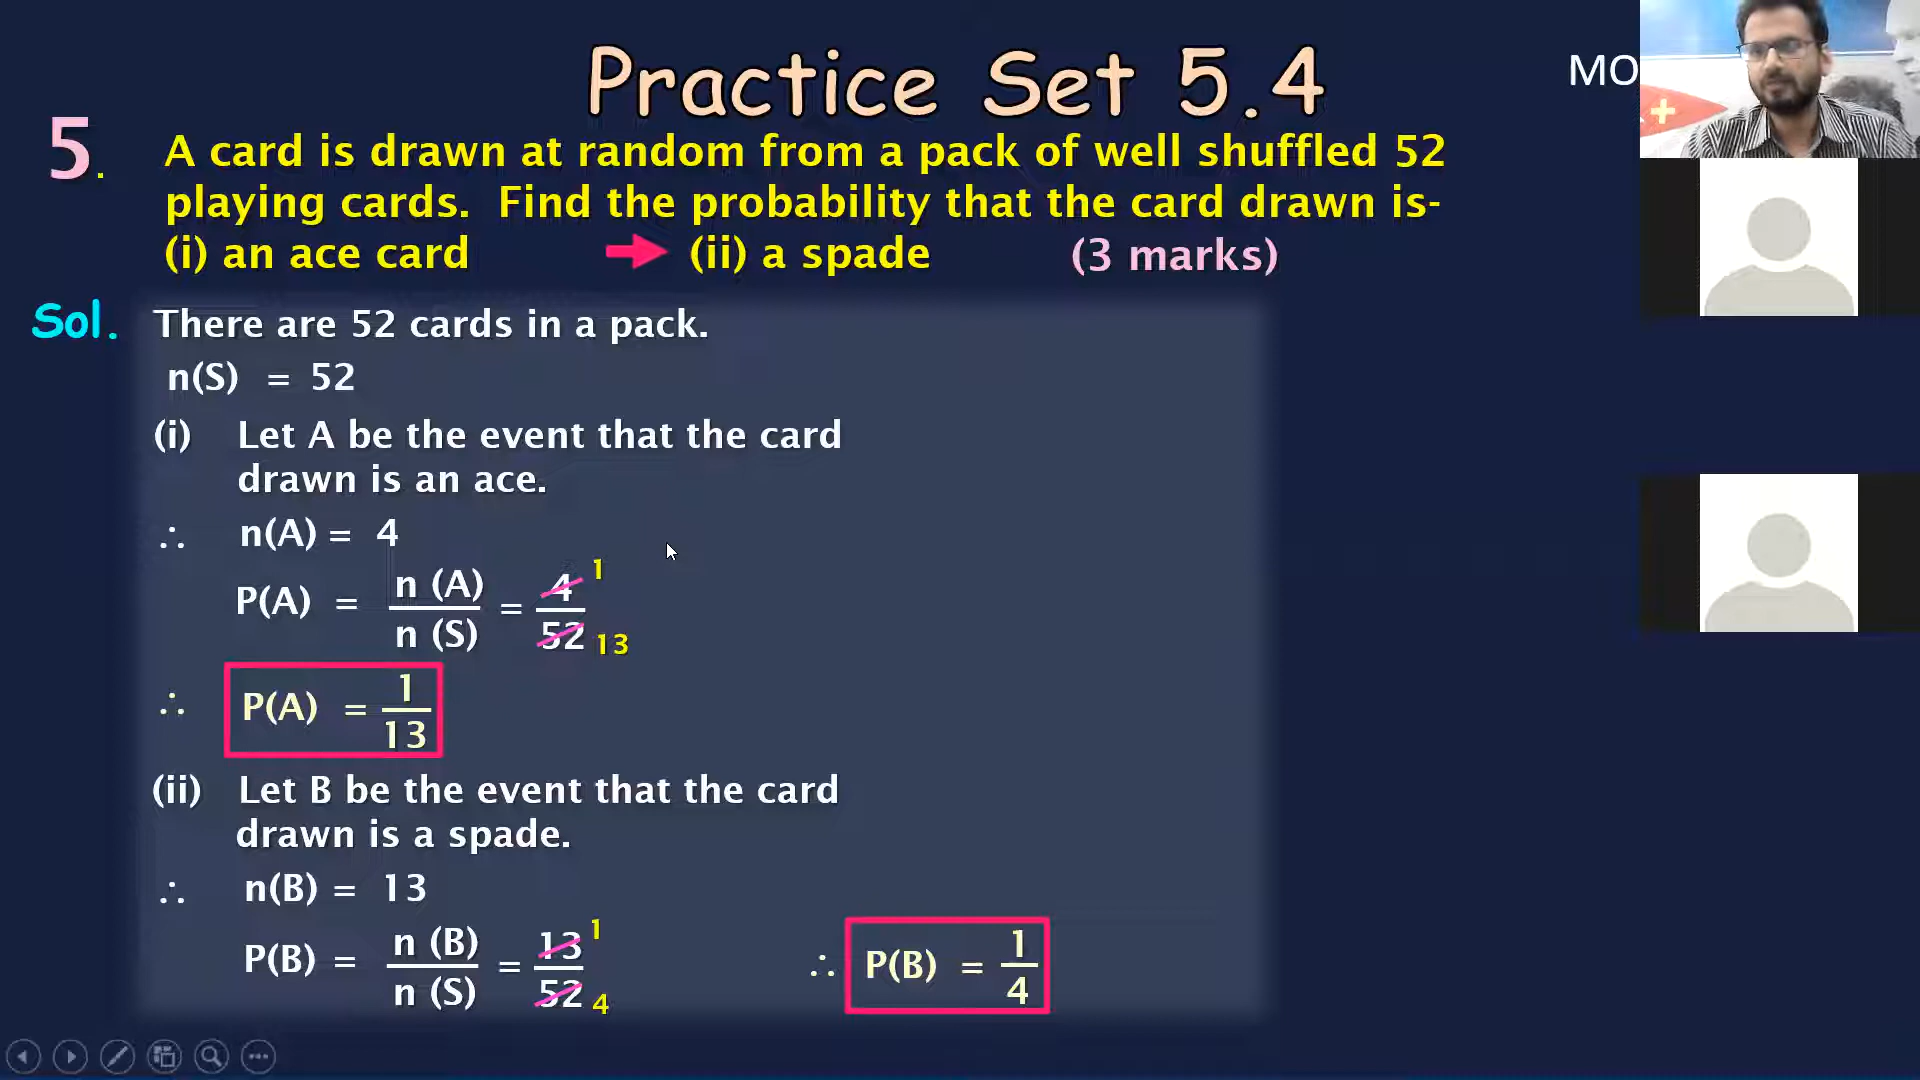 Practice Set 5.4
MO
5. A card is drawn at random from a pack of well shuffled 52
playing cards. Find the probability that the card drawn is-
(i) an ace card (ii) a spade (3 marks)
Sol. There are 52 cards in a pack.
n(S) = 52
(i) Let A be the event that the card
drawn is an ace.
∴ n(A) = 4
P(A) = n (A) / n (S) = 4 / 52 1 13
∴ P(A) = 1 / 13
(ii) Let B be the event that the card
drawn is a spade.
∴ n(B) = 13
P(B) = n (B) / n (S) = 13 / 52 1 4 ∴ P(B) = 1 / 4